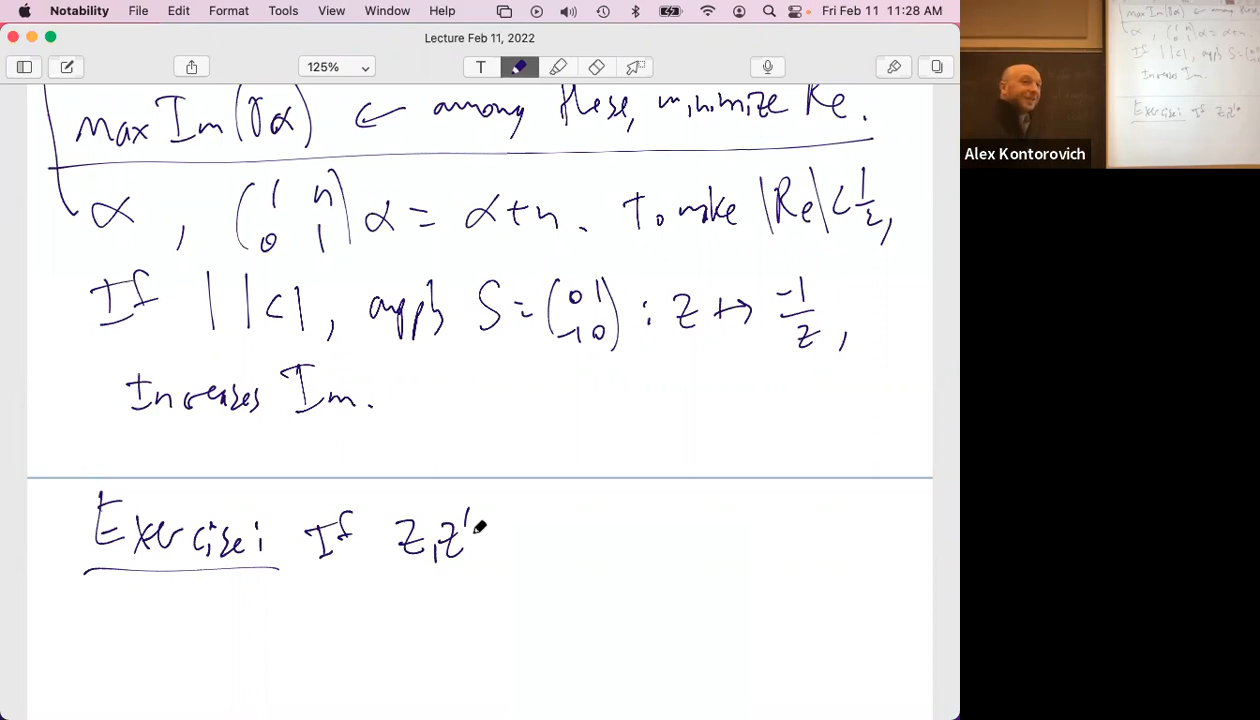 Notability File Edit Format Tools View Window Help Fri Feb 11 11:28 AM
Lecture Feb 11, 2022
125% T
max Im(γα) ← among these, minimize Re.
α, (1 n 0 1) α = α+n. To make |Re|<1/2,
If | |<1, apply S = (0 1 -1 0) : z ↦ -1/z,
Increases Im.
Exercise: If z, z'
Alex Kontorovich